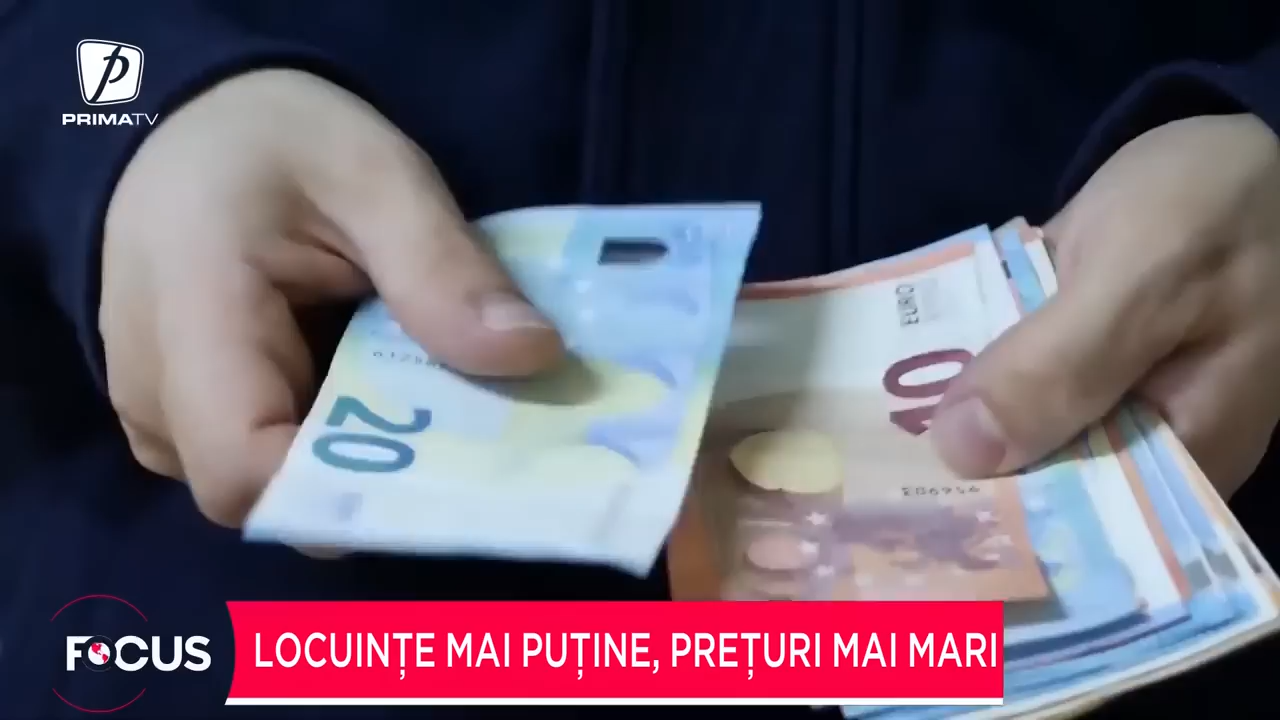 PRIMATV
20
EURO
10
FOCUS
LOCUINȚE MAI PUȚINE, PREȚURI MAI MARI